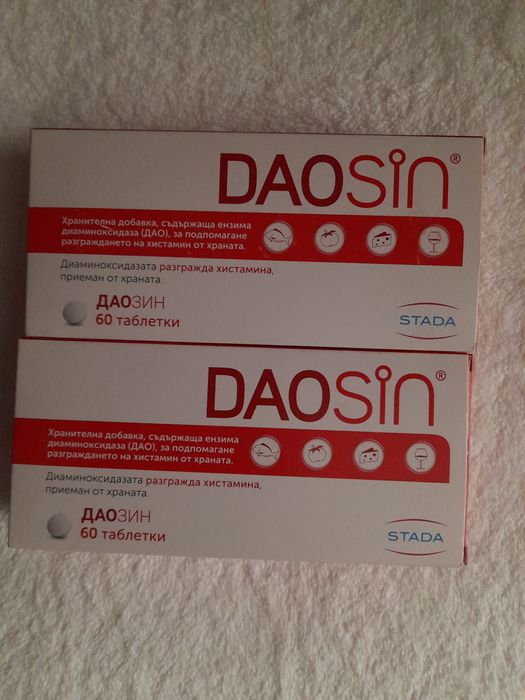 DAOSiN®
Хранителна добавка, съдържаща ензима
диаминоксидаза (ДАО), за подпомагане
разграждането на хистамин от храната.
Диаминоксидазата разгражда хистамина,
приеман от храната.
ДАОЗИН
60 таблетки
STADA
DAOSiN®
Хранителна добавка, съдържаща ензима
диаминоксидаза (ДАО), за подпомагане
разграждането на хистамин от храната.
Диаминоксидазата разгражда хистамина,
приеман от храната.
ДАОЗИН
60 таблетки
STADA